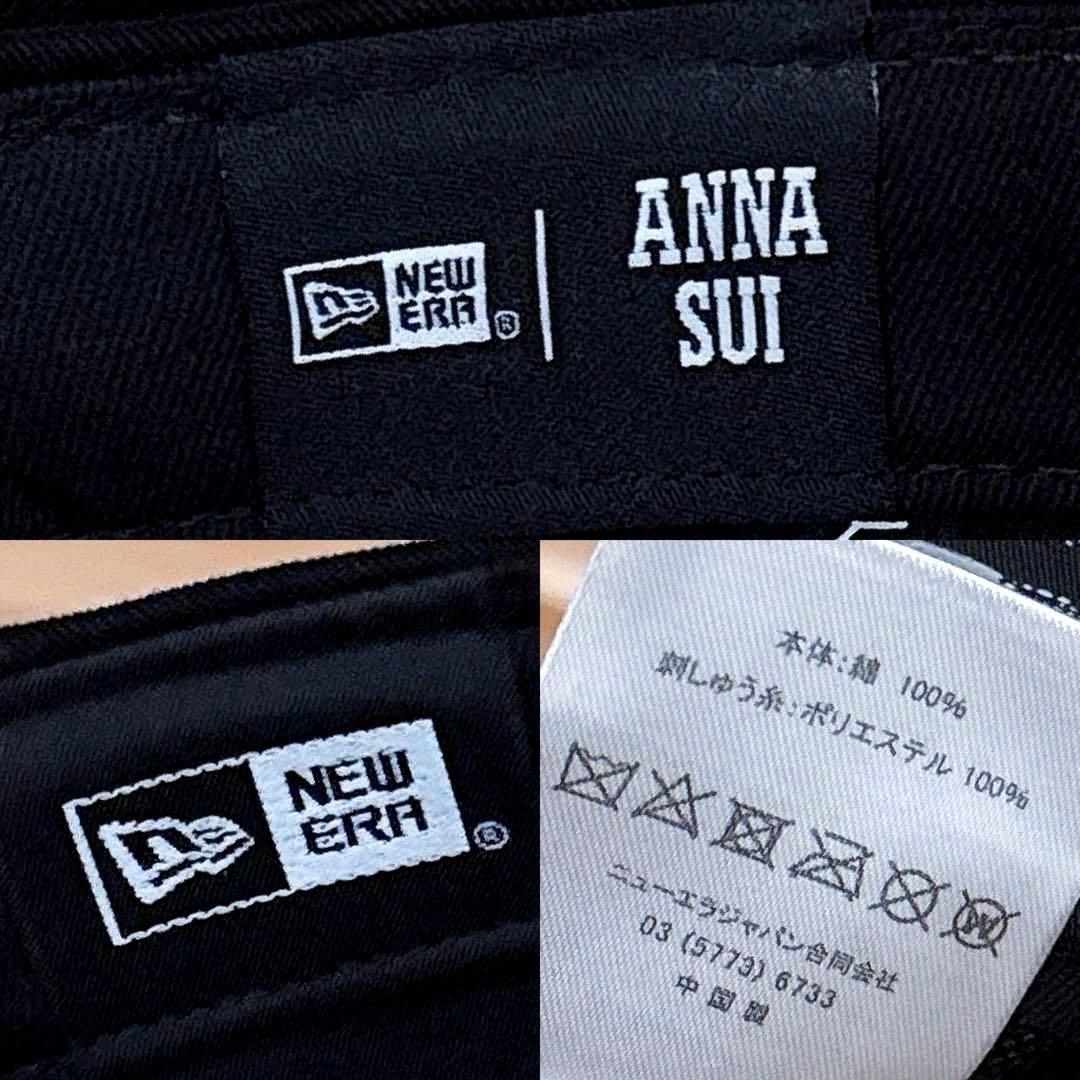 NEW
ERA
®
ANNA
SUI
NEW
ERA
®
本体:綿 100%
刺しゅう糸:ポリエステル 100%
W
ニューエラジャパン合同会社
03 (5773) 6733
中国製